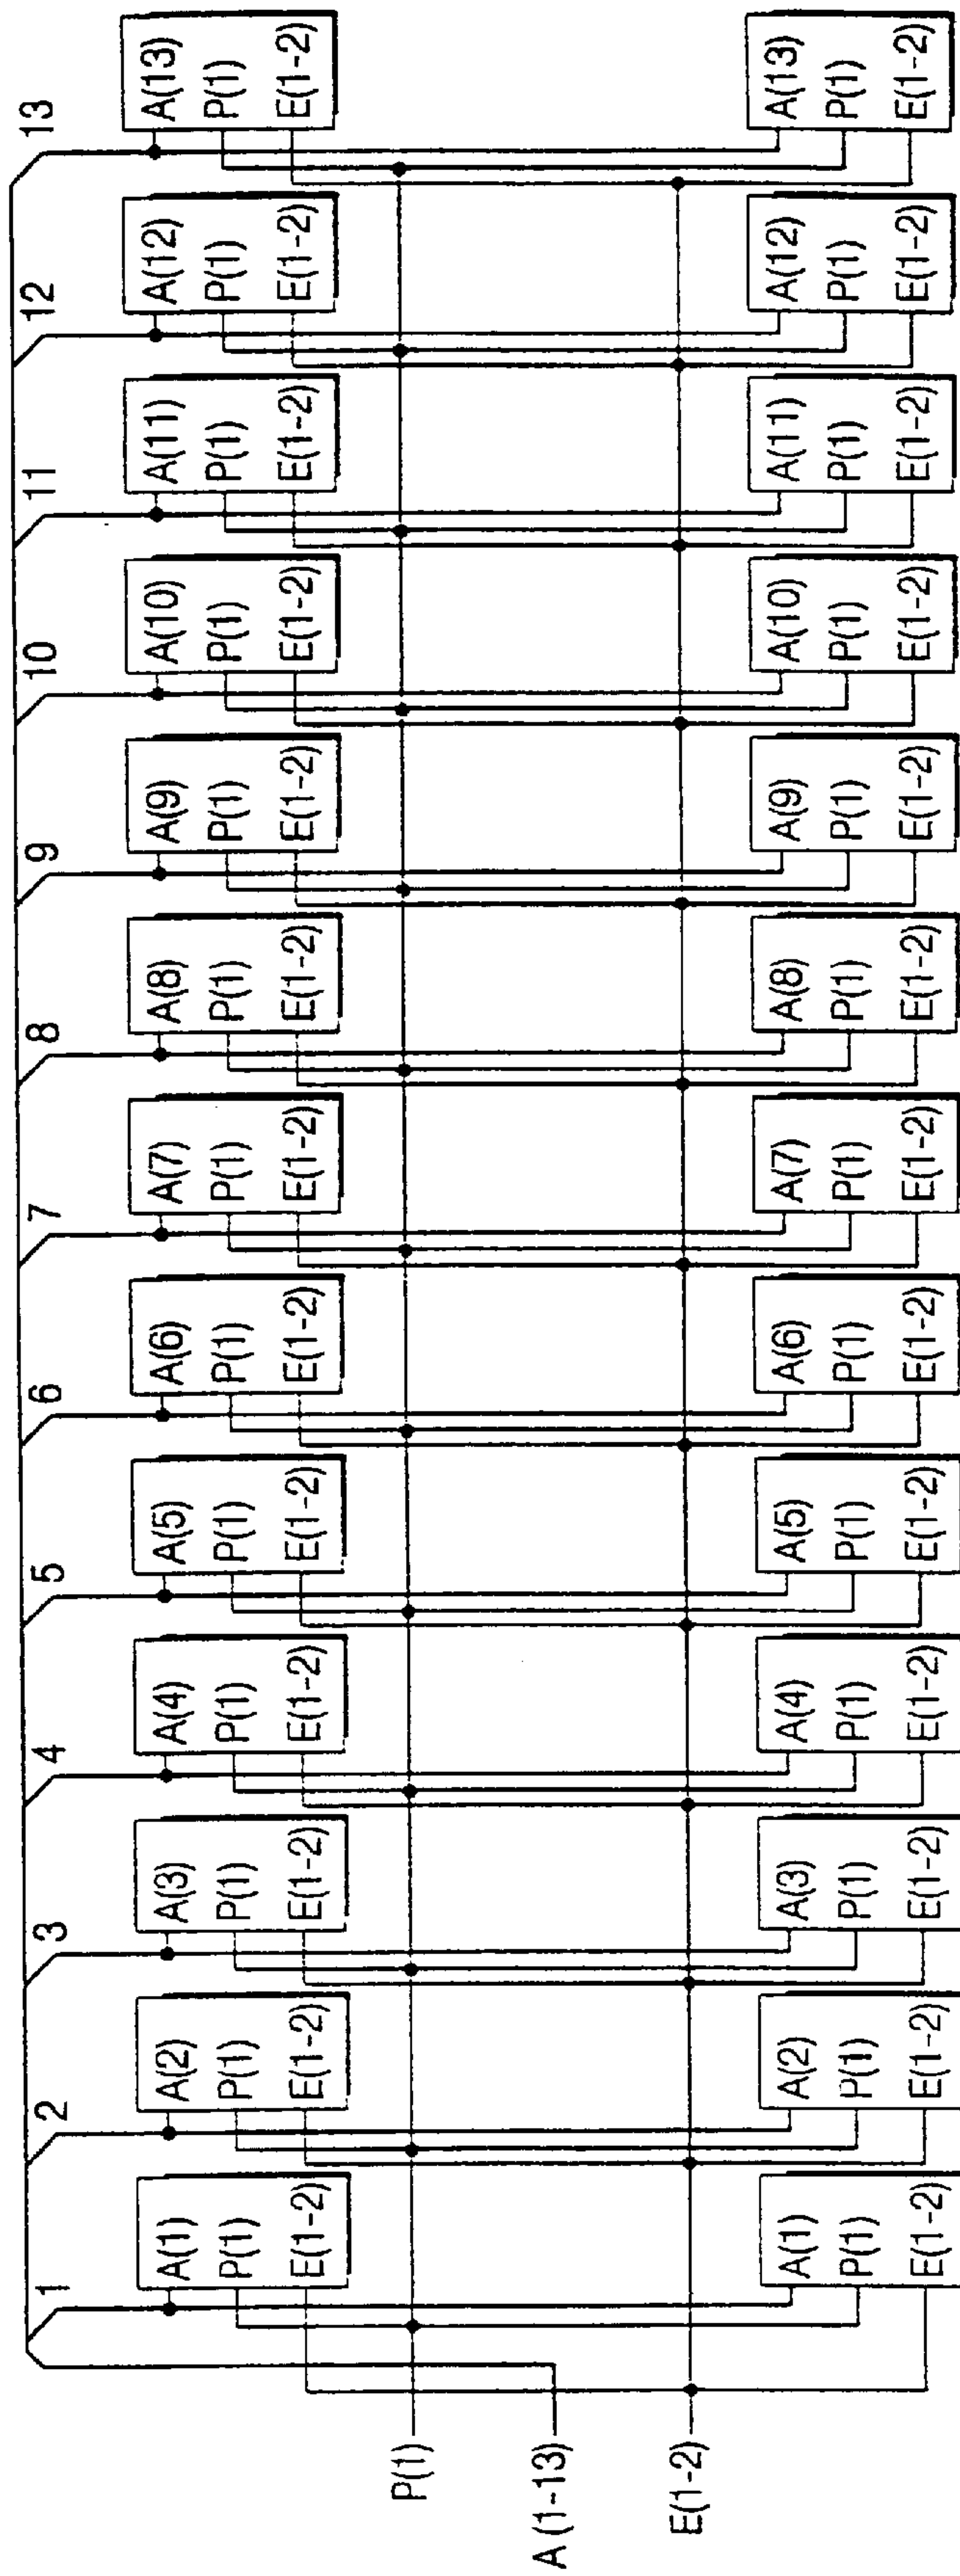 1 2 3 4 5 6 7 8 9 10 11 12 13
A(1) A(2) A(3) A(4) A(5) A(6) A(7) A(8) A(9) A(10) A(11) A(12) A(13)
P(1) P(1) P(1) P(1) P(1) P(1) P(1) P(1) P(1) P(1) P(1) P(1) P(1)
E(1-2) E(1-2) E(1-2) E(1-2) E(1-2) E(1-2) E(1-2) E(1-2) E(1-2) E(1-2) E(1-2) E(1-2) E(1-2)
P(1)
A (1-13)
E(1-2)
A(1) A(2) A(3) A(4) A(5) A(6) A(7) A(8) A(9) A(10) A(11) A(12) A(13)
P(1) P(1) P(1) P(1) P(1) P(1) P(1) P(1) P(1) P(1) P(1) P(1) P(1)
E(1-2) E(1-2) E(1-2) E(1-2) E(1-2) E(1-2) E(1-2) E(1-2) E(1-2) E(1-2) E(1-2) E(1-2) E(1-2)